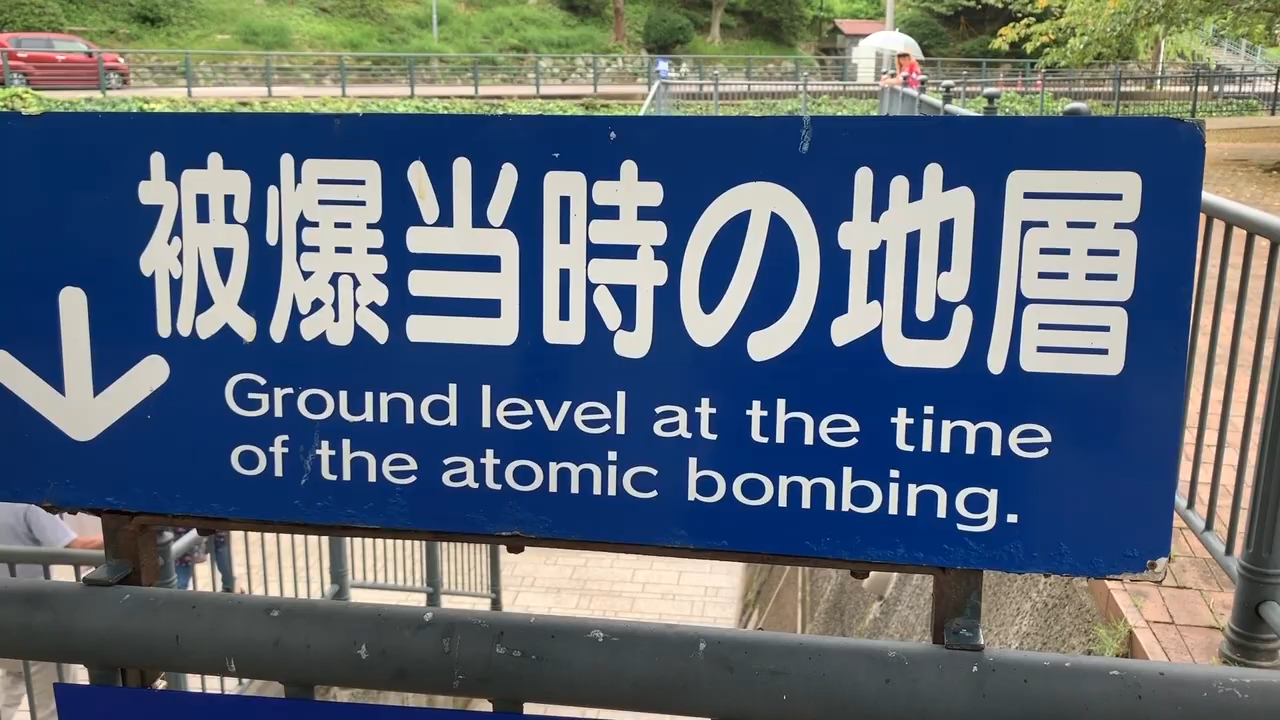 被爆当時の地層
Ground level at the time
of the atomic bombing.